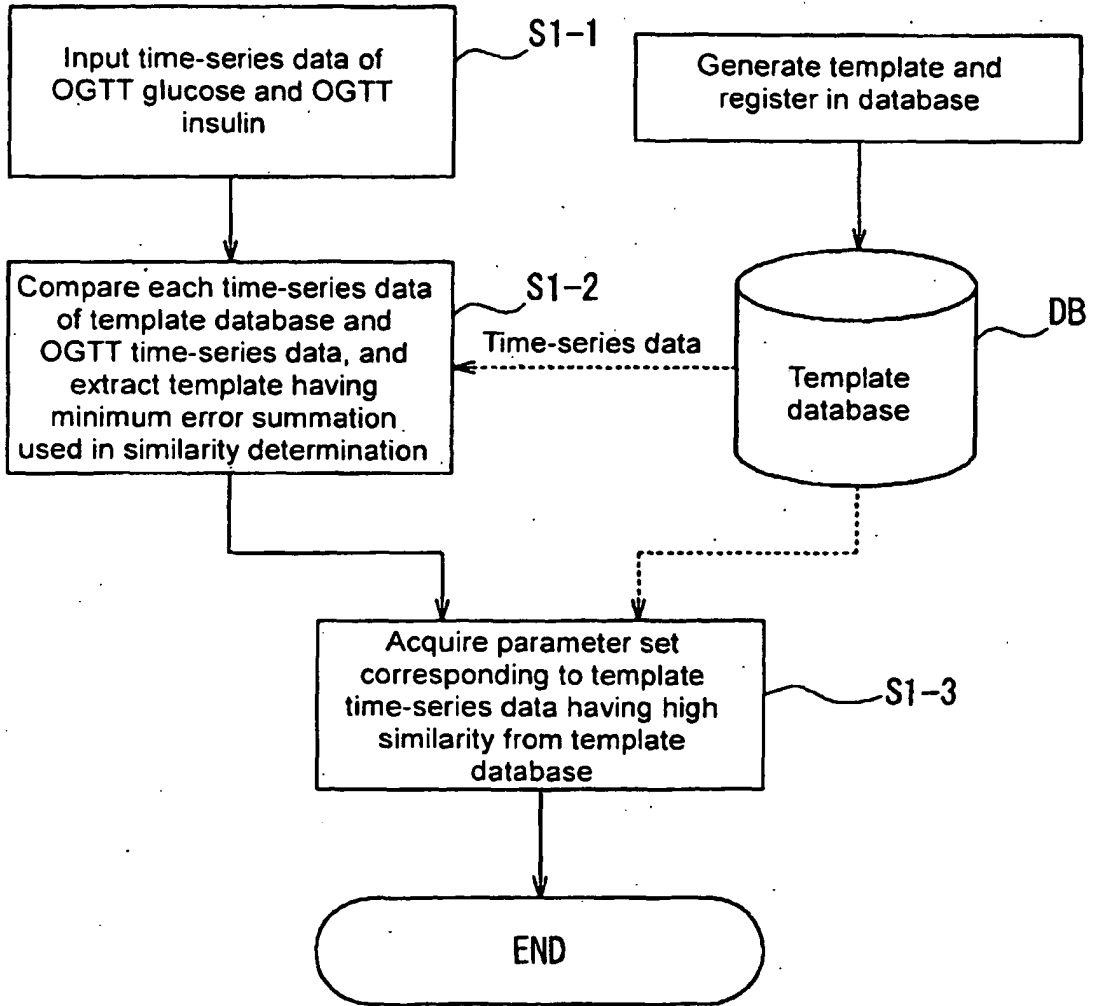 Input time-series data of
OGTT glucose and OGTT
insulin
S1-1
Generate template and
register in database
Compare each time-series data
of template database and
OGTT time-series data, and
extract template having
minimum error summation
used in similarity determination
S1-2
Time-series data
Template
database
DB
Acquire parameter set
corresponding to template
time-series data having high
similarity from template
database
S1-3
END